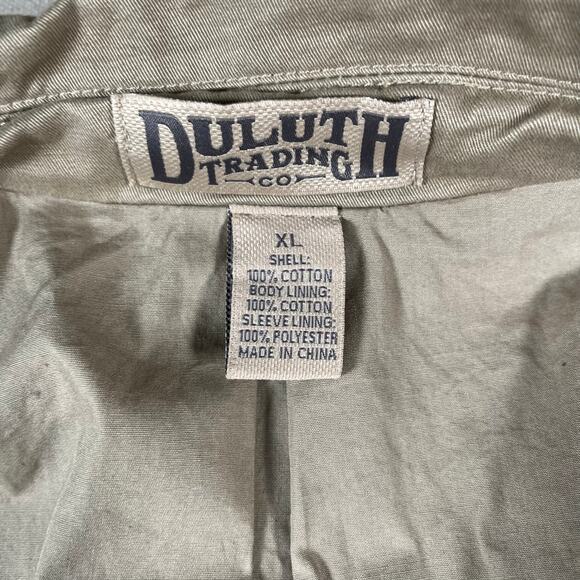 DULUTH
TRADING
CO
XL
SHELL:
100% COTTON
BODY LINING:
100% COTTON
SLEEVE LINING:
100% POLYESTER
MADE IN CHINA